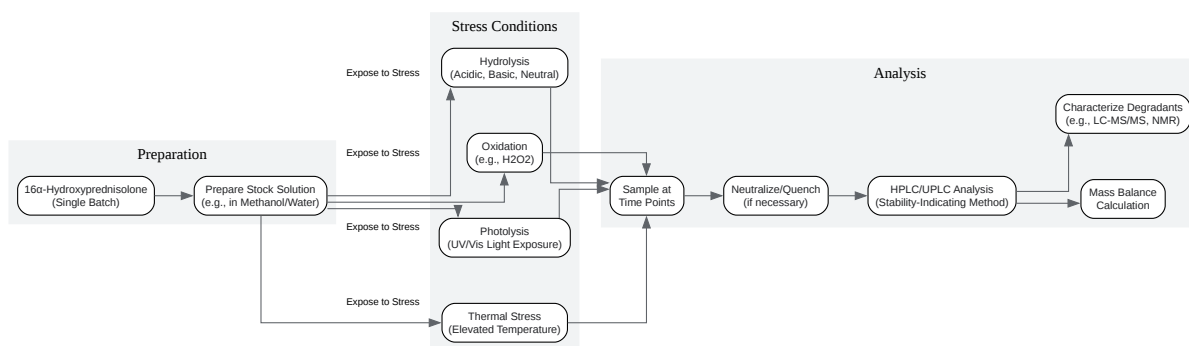 Preparation
16α-Hydroxyprednisolone
(Single Batch)
Prepare Stock Solution
(e.g., in Methanol/Water)
Expose to Stress
Expose to Stress
Expose to Stress
Expose to Stress
Stress Conditions
Hydrolysis
(Acidic, Basic, Neutral)
Oxidation
(e.g., H2O2)
Photolysis
(UV/Vis Light Exposure)
Thermal Stress
(Elevated Temperature)
Analysis
Sample at
Time Points
Neutralize/Quench
(if necessary)
HPLC/UPLC Analysis
(Stability-Indicating Method)
Characterize Degradants
(e.g., LC-MS/MS, NMR)
Mass Balance
Calculation